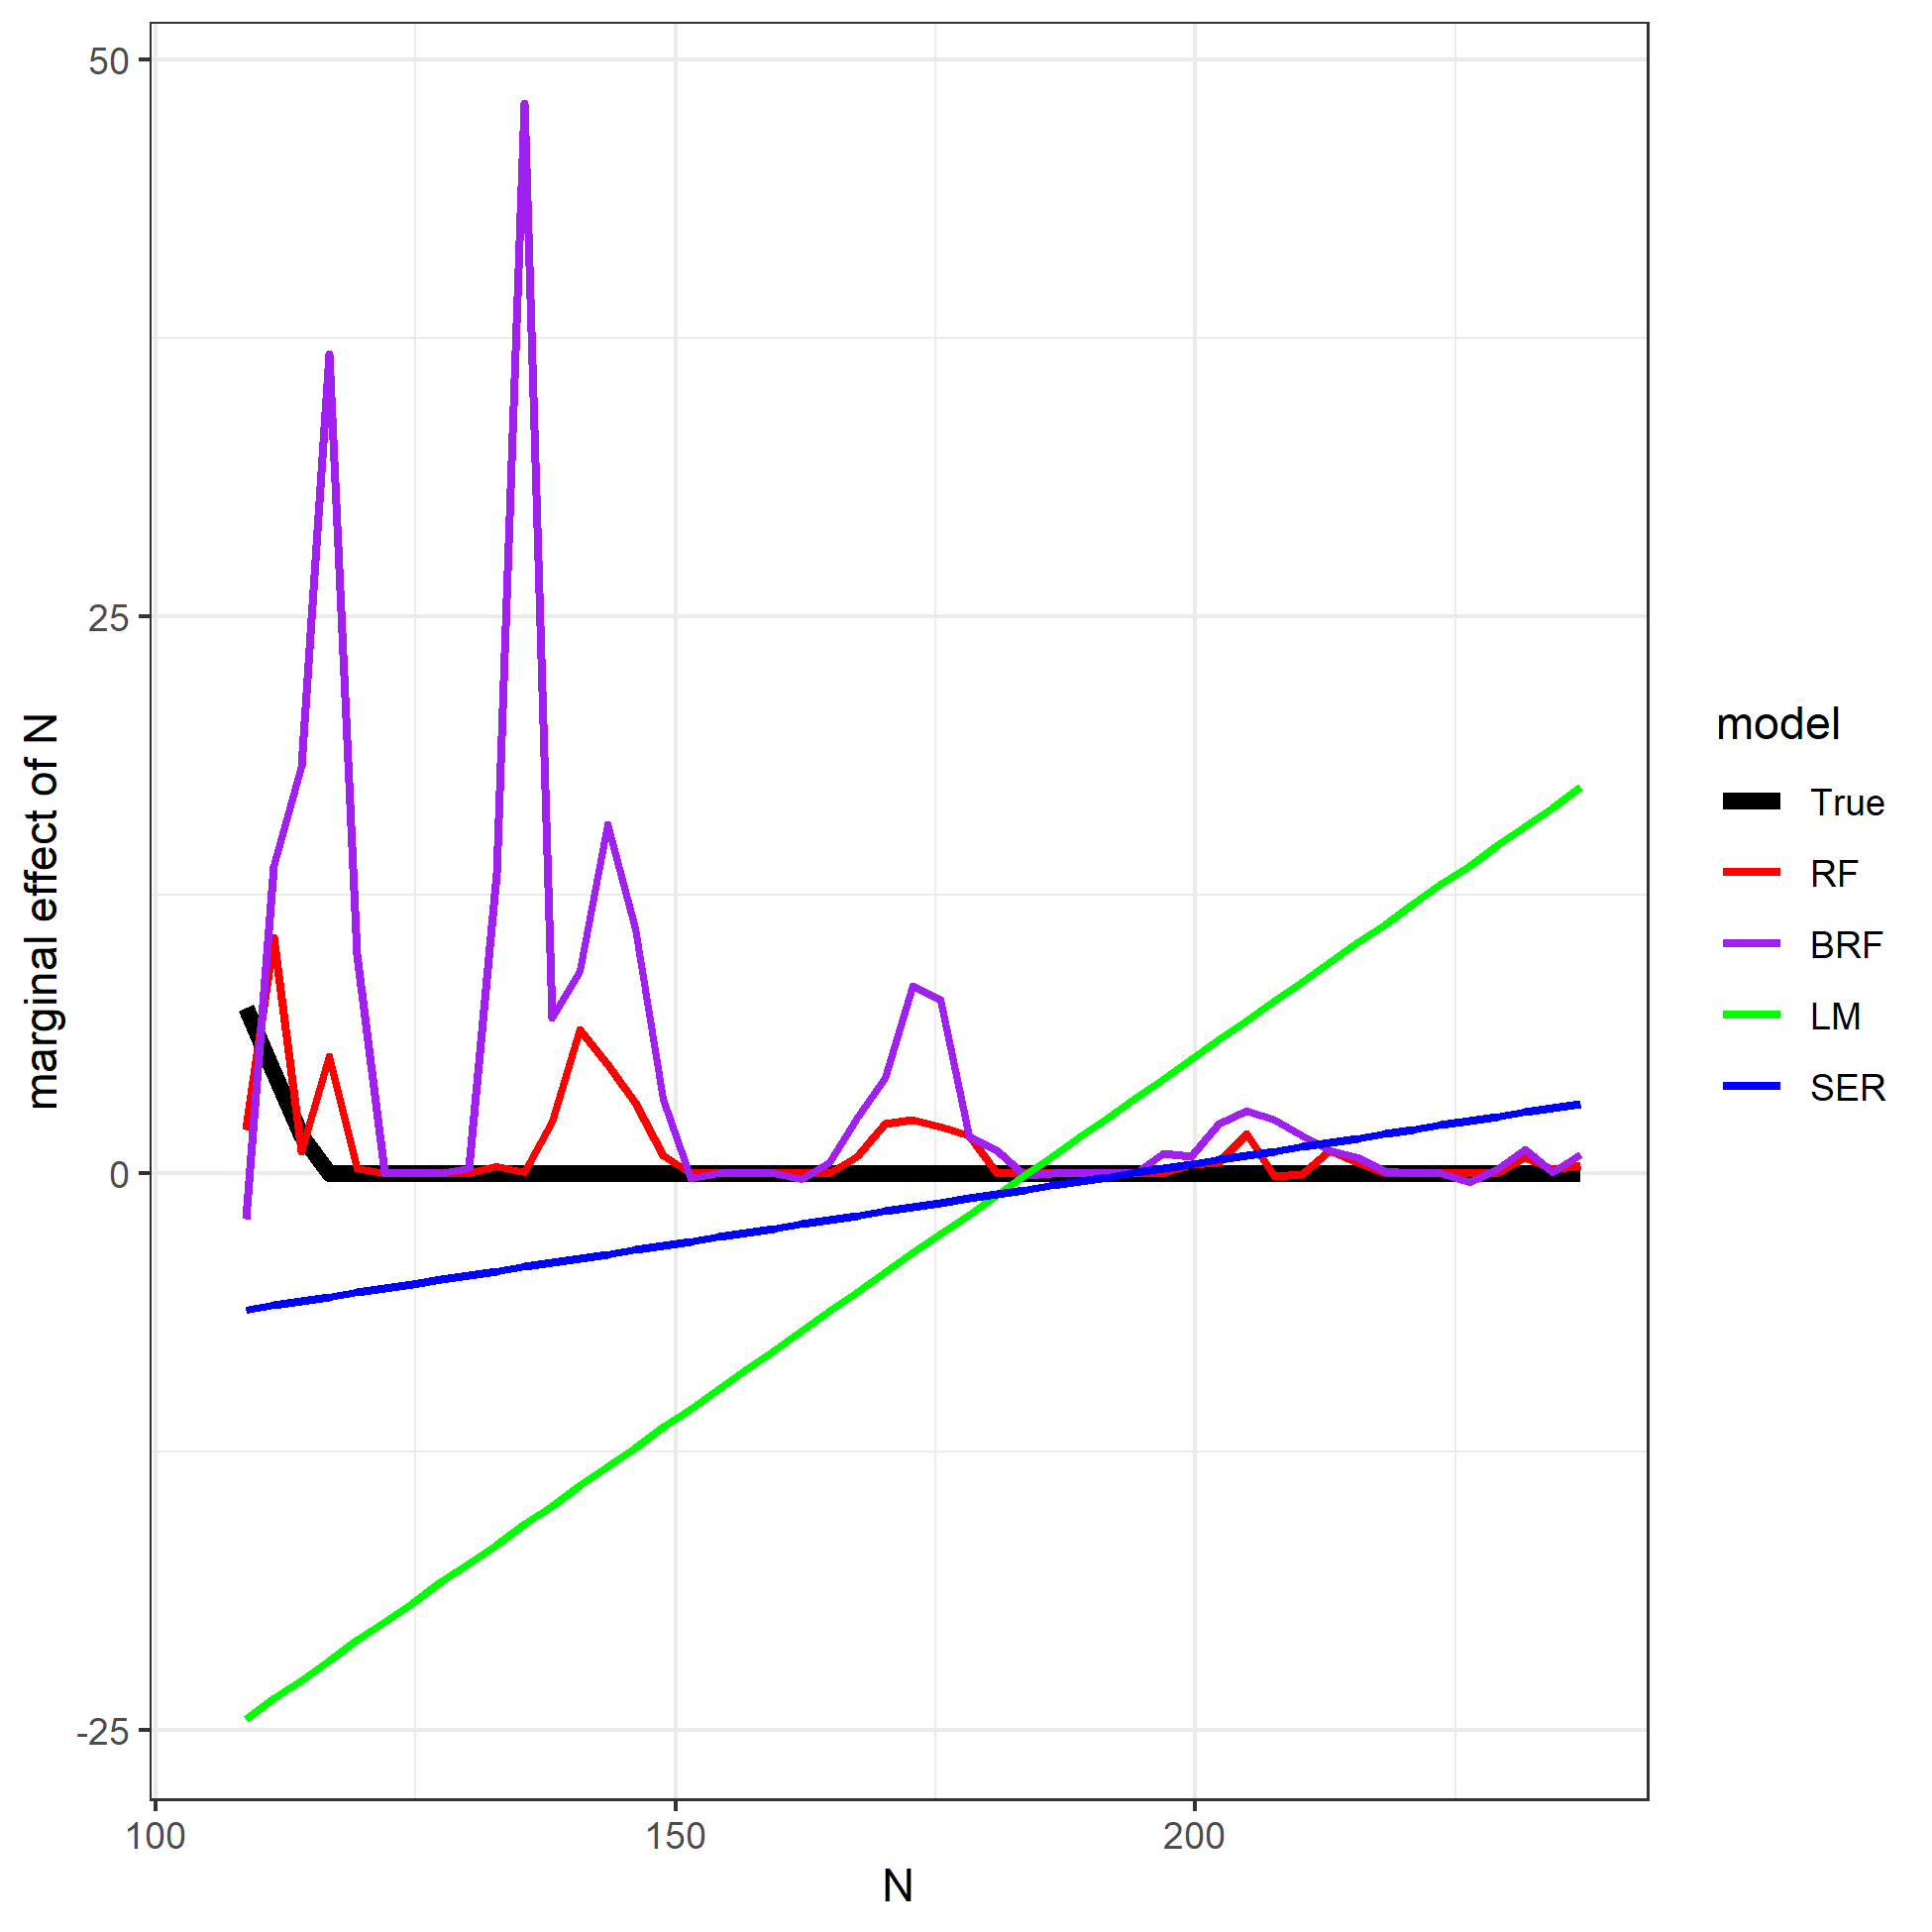 50
25
0
-25
marginal effect of N
100 150 200
N
model
True
RF
BRF
LM
SER